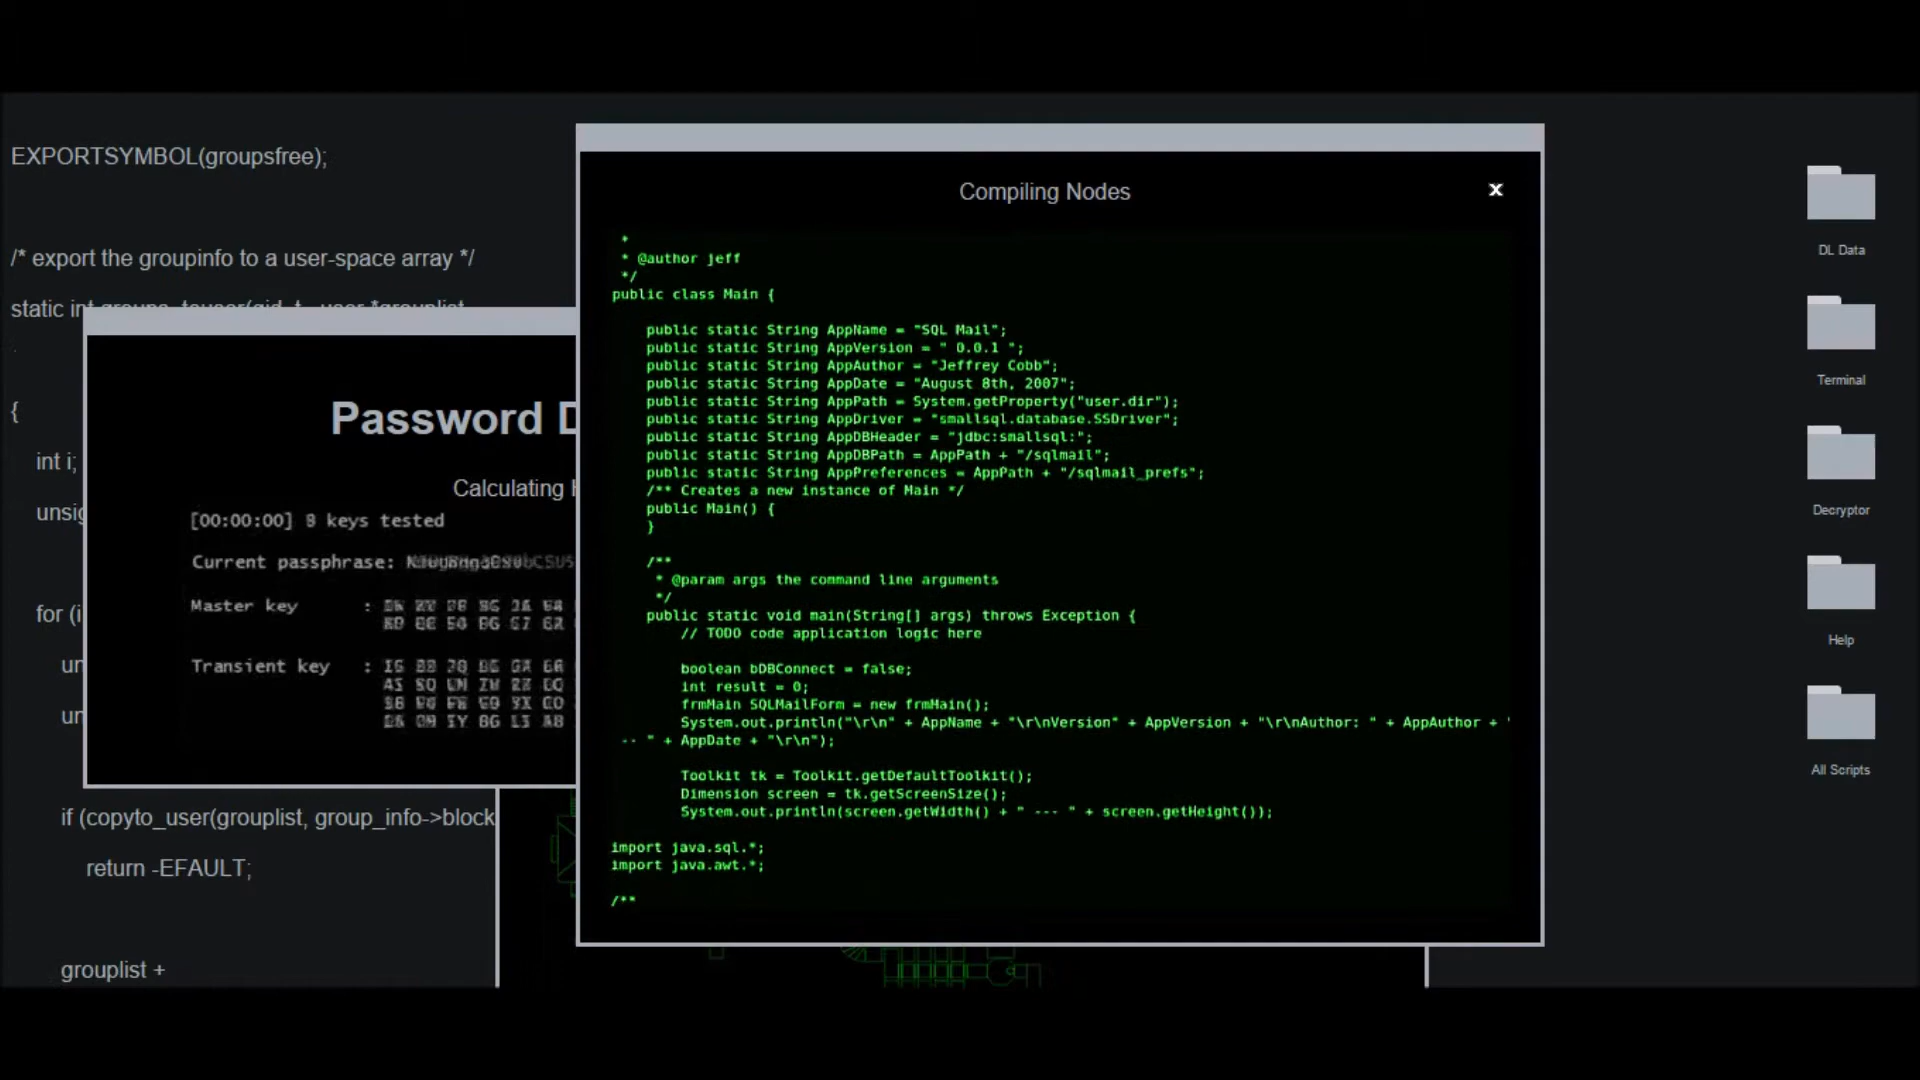 EXPORTSYMBOL(groupsfree);
/* export the groupinfo to a user-space array */
static int
{
int i;
for (i
if (copyto_user(grouplist, group_info->block
return -EFAULT;
grouplist +
Password
Calculating
[00:00:00] 8 keys tested
Current passphrase:
Master key :
Transient key :
Compiling Nodes
x
*
* @author jeff
*/
public class Main {
public static String AppName = "SQL Mail";
public static String AppVersion = " 0.0.1 ";
public static String AppAuthor = "Jeffrey Cobb";
public static String AppDate = "August 8th, 2007";
public static String AppPath = System.getProperty("user.dir");
public static String AppDriver = "smallsql.database.SSDriver";
public static String AppDBHeader = "jdbc:smallsql:";
public static String AppDBPath = AppPath + "/sqlmail";
public static String AppPreferences = AppPath + "/sqlmail_prefs";
/** Creates a new instance of Main */
public Main() {
}
/**
* @param args the command line arguments
*/
public static void main(String[] args) throws Exception {
// TODO code application logic here
boolean bDBConnect = false;
int result = 0;
frmMain SQLMailForm = new frmMain();
System.out.println("\r\n" + AppName + "\r\nVersion" + AppVersion + "\r\nAuthor: " + AppAuthor + "
-- " + AppDate + "\r\n");
Toolkit tk = Toolkit.getDefaultToolkit();
Dimension screen = tk.getScreenSize();
System.out.println(screen.getWidth() + " --- " + screen.getHeight());
import java.sql.*;
import java.awt.*;
/**
DL Data
Terminal
Decryptor
Help
All Scripts